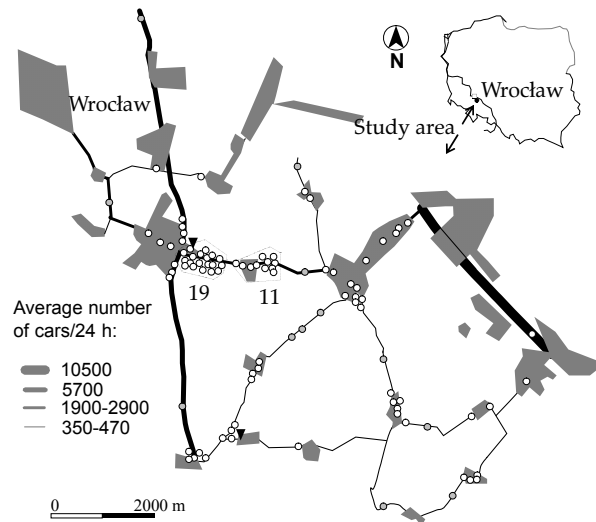 N
Wrocław
Wrocław
Study area
19
11
Average number
of cars/24 h:
10500
5700
1900-2900
350-470
0
2000 m